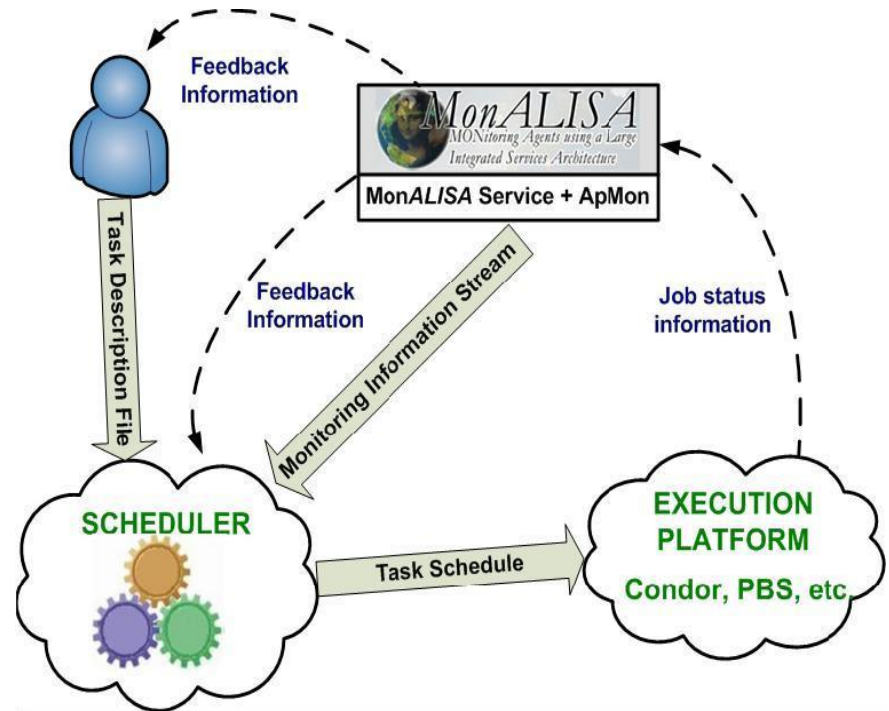 Feedback
Information
MonALISA
MONitoring Agents using a Large
Integrated Services Architecture
MonALISA Service + ApMon
Task Description File
Feedback
Information
Monitoring Information Stream
Job status
information
SCHEDULER
Task Schedule
EXECUTION
PLATFORM
Condor, PBS, etc.